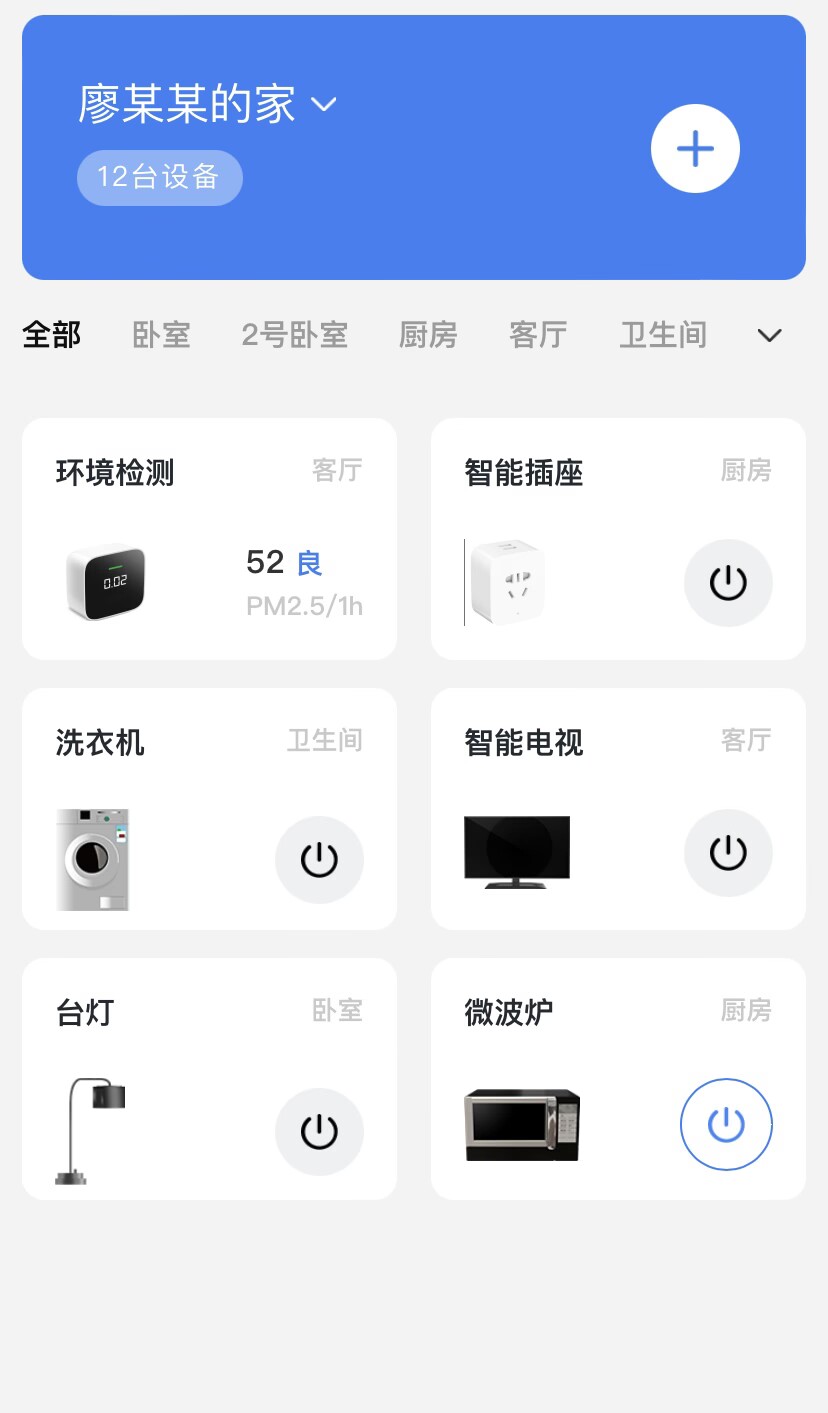 廖某某的家
12台设备
全部 卧室 2号卧室 厨房 客厅 卫生间
环境检测 客厅
0.02
52 良
PM2.5/1h
智能插座 厨房
洗衣机 卫生间
智能电视 客厅
台灯 卧室
微波炉 厨房